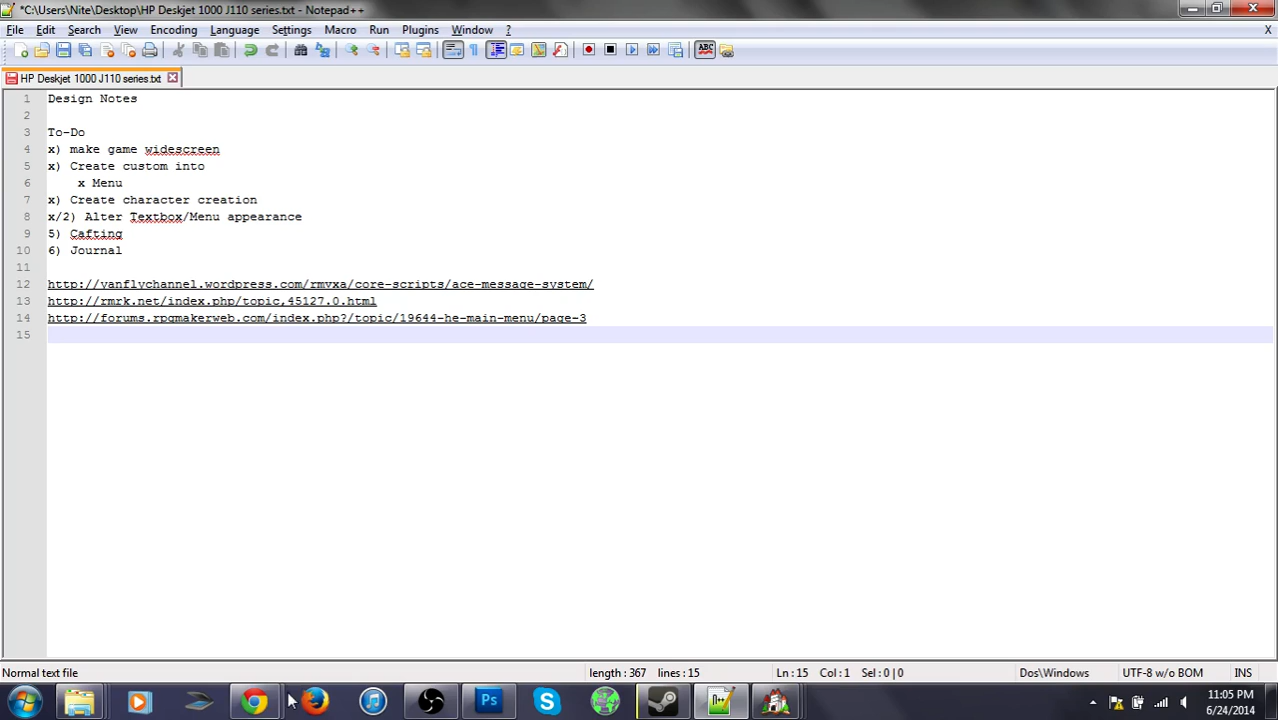 *C:\Users\Nite\Desktop\HP Deskjet 1000 J110 series.txt - Notepad++
File Edit Search View Encoding Language Settings Macro Run Plugins Window ? X
ABC
HP Deskjet 1000 J110 series.txt
1 Design Notes
2
3 To-Do
4 x) make game widescreen
5 x) Create custom into
6 x Menu
7 x) Create character creation
8 x/2) Alter Textbox/Menu appearance
9 5) Cafting
10 6) Journal
11
12 http://yanflychannel.wordpress.com/rmvxa/core-scripts/ace-message-system/
13 http://rmrk.net/index.php/topic,45127.0.html
14 http://forums.rpgmakerweb.com/index.php?/topic/19644-he-main-menu/page-3
15
Normal text file length : 367 lines : 15 Ln : 15 Col : 1 Sel : 0 | 0 Dos\Windows UTF-8 w/o BOM INS
Ps
11:05 PM
6/24/2014